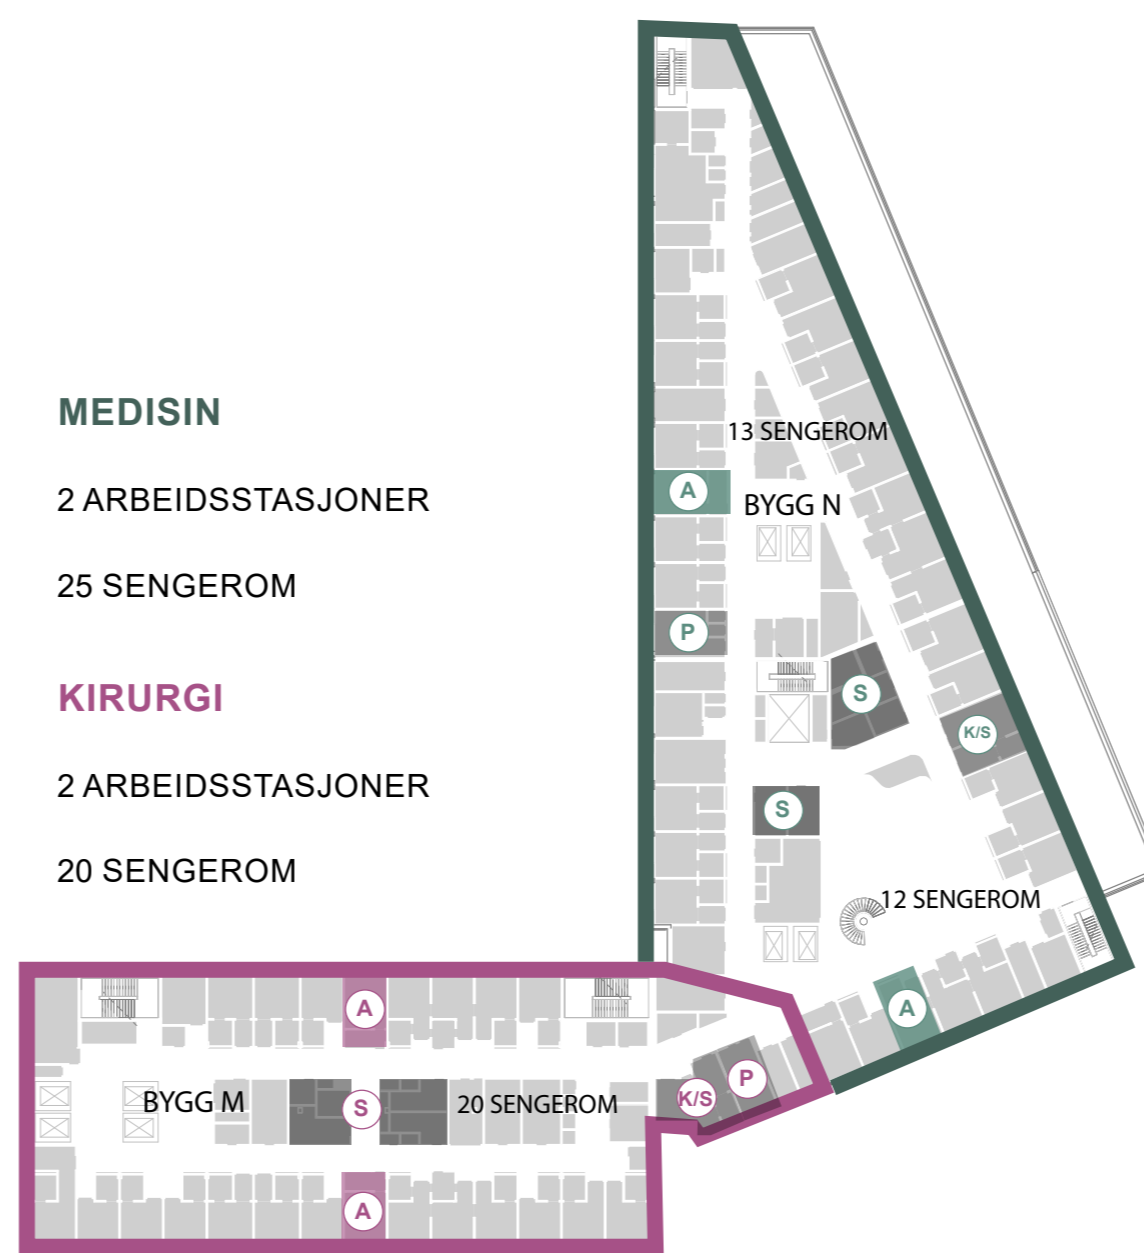 MEDISIN
2 ARBEIDSSTASJONER
25 SENGEROM
KIRURGI
2 ARBEIDSSTASJONER
20 SENGEROM
13 SENGEROM
A
BYGG N
P
S
K/S
S
12 SENGEROM
A
A
P
K/S
BYGG M
S
20 SENGEROM
A